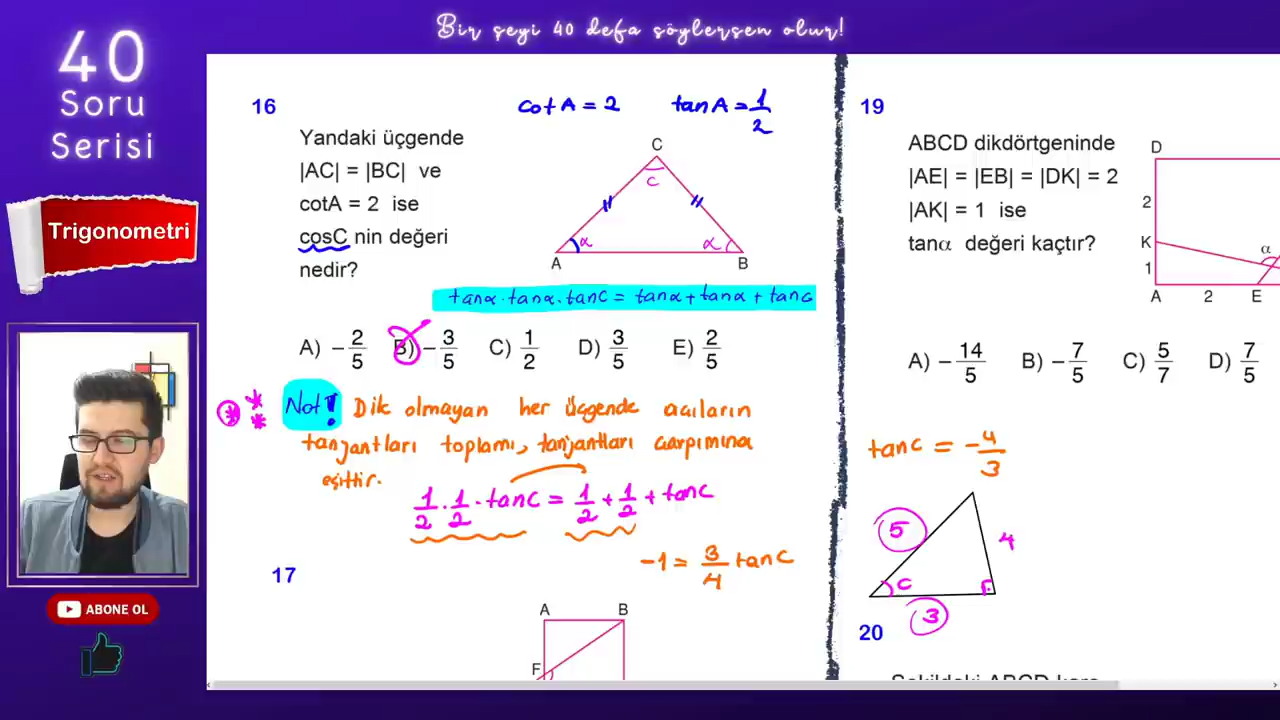 Bir şeyi 40 defa söylersen olur!
40
Soru
Serisi
Trigonometri
ABONE OL
16
cotA = 2 tanA = 1/2
Yandaki üçgende
|AC| = |BC| ve
cotA = 2 ise
cosC nin değeri
nedir?
C
c
α α
A B
tanα·tanα·tanC = tanα + tanα + tanC
A) -2/5 B) -3/5 C) 1/2 D) 3/5 E) 2/5
Not! Dik olmayan her üçgende açıların
tanjantları toplamı, tanjantları çarpımına
eşittir.
1/2 · 1/2 · tanC = 1/2 + 1/2 + tanC
-1 = 3/4 tanC
17
A B
F
19
ABCD dikdörtgeninde
|AE| = |EB| = |DK| = 2
|AK| = 1 ise
tanα değeri kaçtır?
D
2
K
α
1
A 2 E
A) -14/5 B) -7/5 C) 5/7 D) 7/5
tanC = -4/3
5
4
C
3
20
Şekildeki ABCD kare